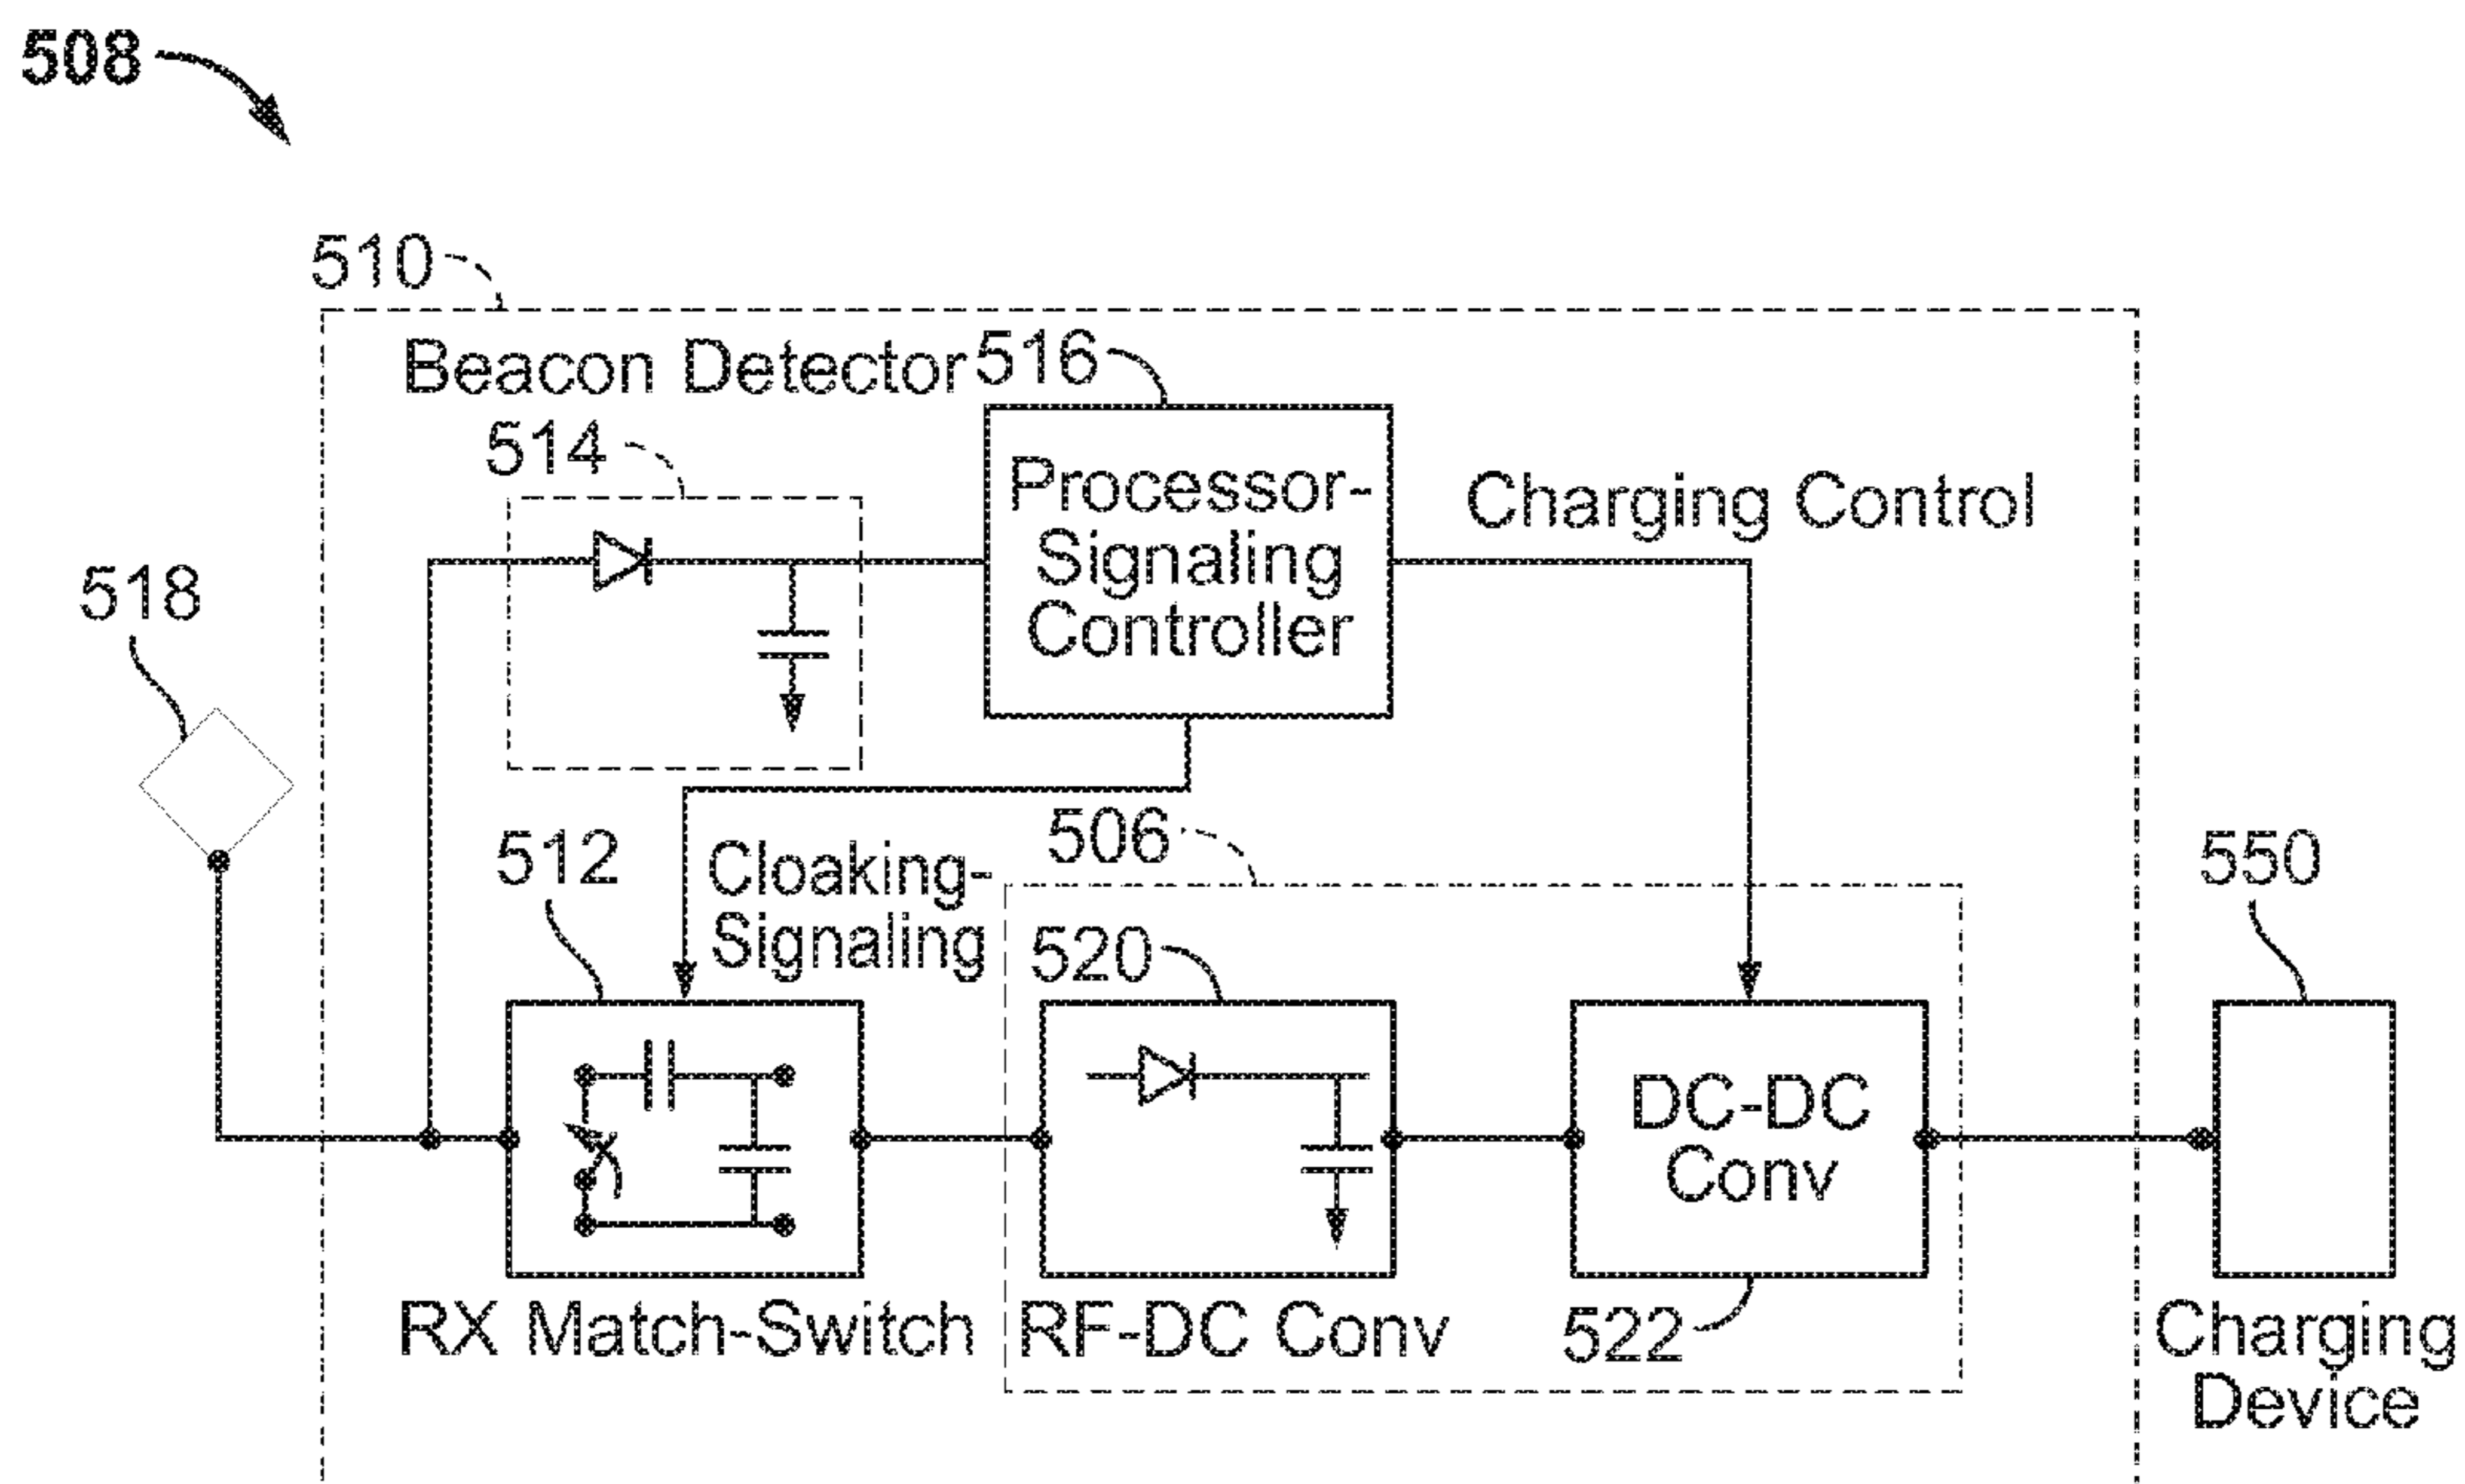 508
510
Beacon Detector
516
514
Processor-
Signaling
Controller
Charging Control
518
512
Cloaking-
Signaling
506
520
550
DC-DC
Conv
RX Match-Switch
RF-DC Conv
522
Charging
Device